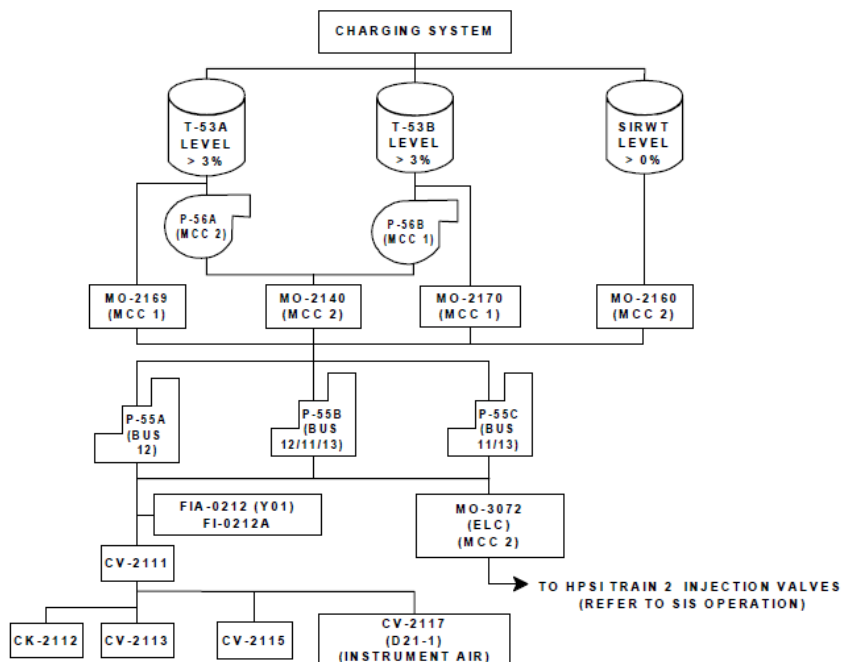 CHARGING SYSTEM
T-53A
LEVEL
> 3%
T-53B
LEVEL
> 3%
SIRWT
LEVEL
> 0%
P-56A
(MCC 2)
P-56B
(MCC 1)
MO-2169
(MCC 1)
MO-2140
(MCC 2)
MO-2170
(MCC 1)
MO-2160
(MCC 2)
P-55A
(BUS
12)
P-55B
(BUS
12/11/13)
P-55C
(BUS
11/13)
FIA-0212 (Y01)
FI-0212A
MO-3072
(ELC)
(MCC 2)
CV-2111
TO HPSI TRAIN 2 INJECTION VALVES
(REFER TO SIS OPERATION)
CK-2112
CV-2113
CV-2115
CV-2117
(D21-1)
(INSTRUMENT AIR)